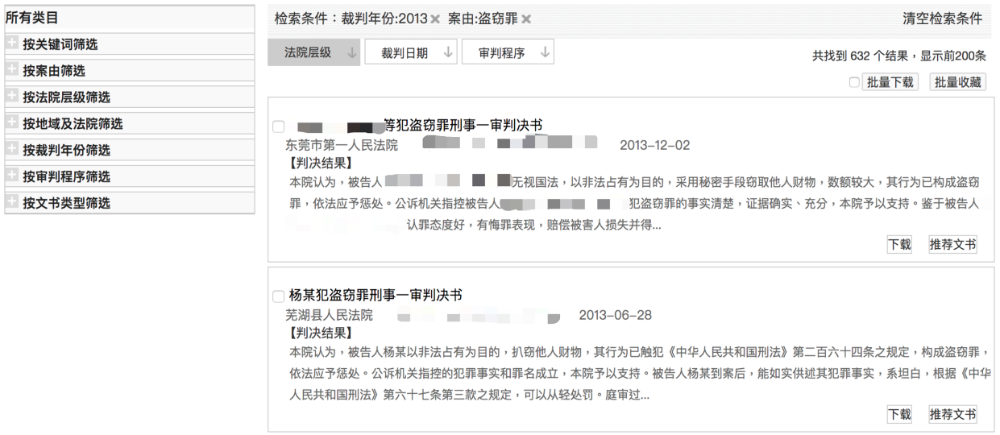 所有类目
按关键词筛选
按案由筛选
按法院层级筛选
按地域及法院筛选
按裁判年份筛选
按审判程序筛选
按文书类型筛选
检索条件：裁判年份:2013 × 案由:盗窃罪 ×
清空检索条件
法院层级 ↓ 裁判日期 ↓ 审判程序 ↓
共找到 632 个结果，显示前200条
批量下载 批量收藏
等犯盗窃罪刑事一审判决书
东莞市第一人民法院 2013-12-02
【判决结果】
本院认为，被告人 无视国法，以非法占有为目的，采用秘密手段窃取他人财物，数额较大，其行为已构成盗窃
罪，依法应予惩处。公诉机关指控被告人 犯盗窃罪的事实清楚，证据确实、充分，本院予以支持。鉴于被告人
认罪态度好，有悔罪表现，赔偿被害人损失并得...
下载 推荐文书
杨某犯盗窃罪刑事一审判决书
芜湖县人民法院 2013-06-28
【判决结果】
本院认为，被告人杨某以非法占有为目的，扒窃他人财物，其行为已触犯《中华人民共和国刑法》第二百六十四条之规定，构成盗窃罪，
依法应予惩处。公诉机关指控的犯罪事实和罪名成立，本院予以支持。被告人杨某到案后，能如实供述其犯罪事实，系坦白，根据《中华
人民共和国刑法》第六十七条第三款之规定，可以从轻处罚。庭审过...
下载 推荐文书